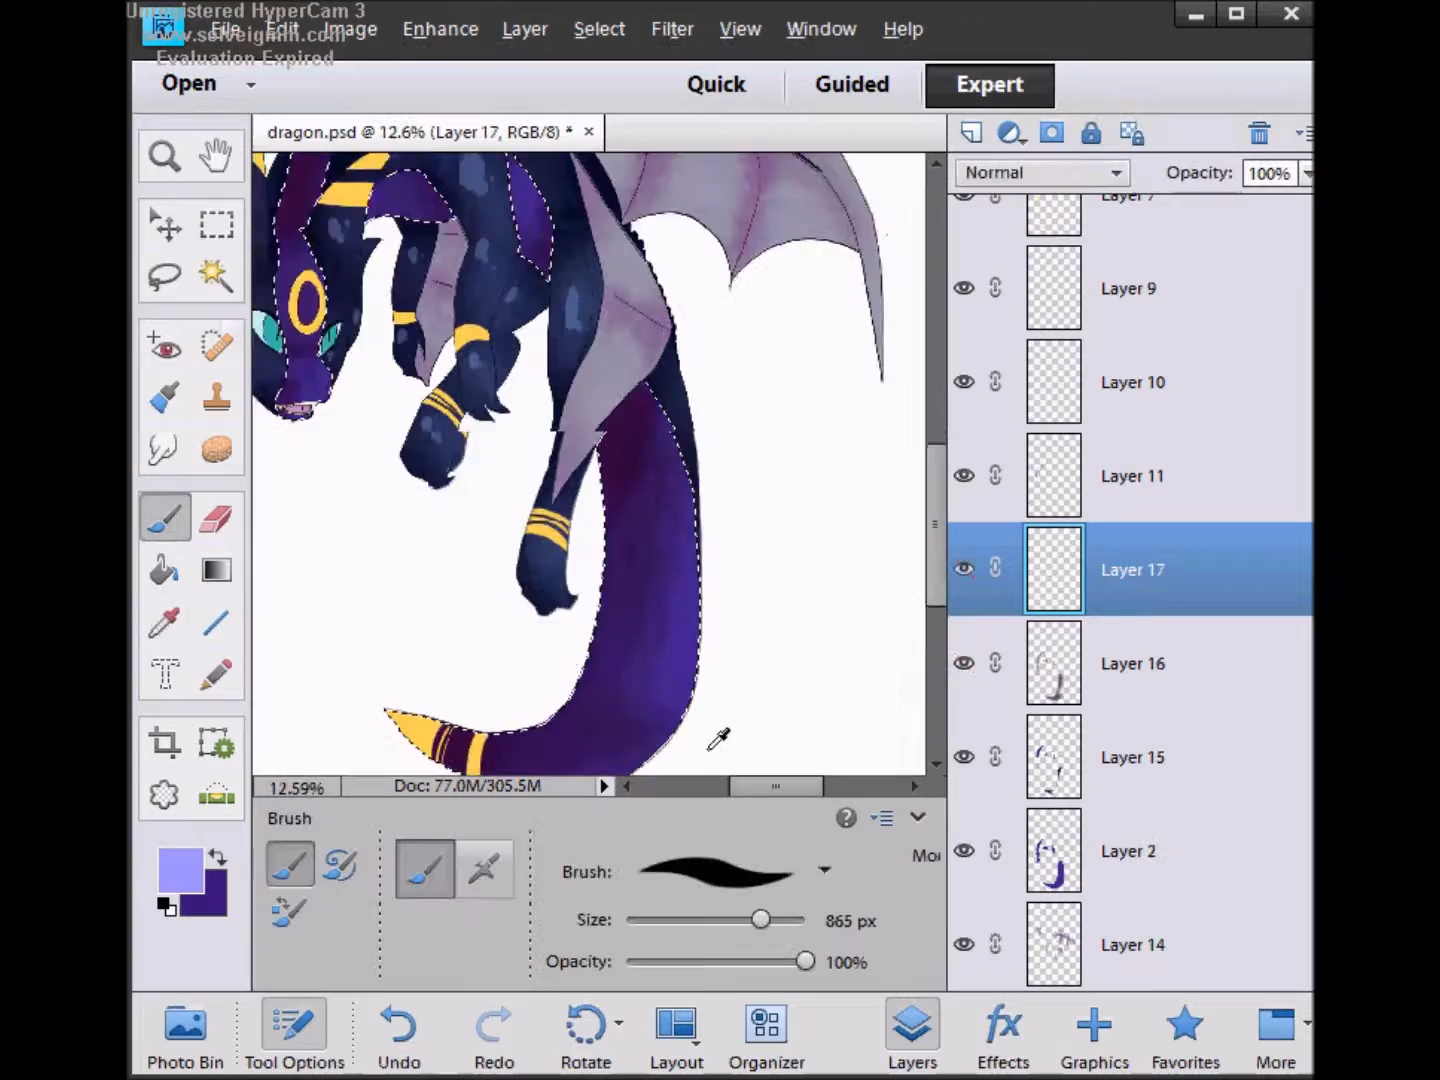 Unregistered HyperCam 3
File Edit Image Enhance Layer Select Filter View Window Help
Evaluation Expired
Open Quick Guided Expert
dragon.psd @ 12.6% (Layer 17, RGB/8) * ×
Normal Opacity: 100%
Layer 7
Layer 9
Layer 10
Layer 11
Layer 17
Layer 16
Layer 15
Layer 2
Layer 14
12.59% Doc: 77.0M/305.5M
Brush
Brush:
Size: 865 px
Opacity: 100%
Photo Bin Tool Options Undo Redo Rotate Layout Organizer Layers Effects Graphics Favorites More